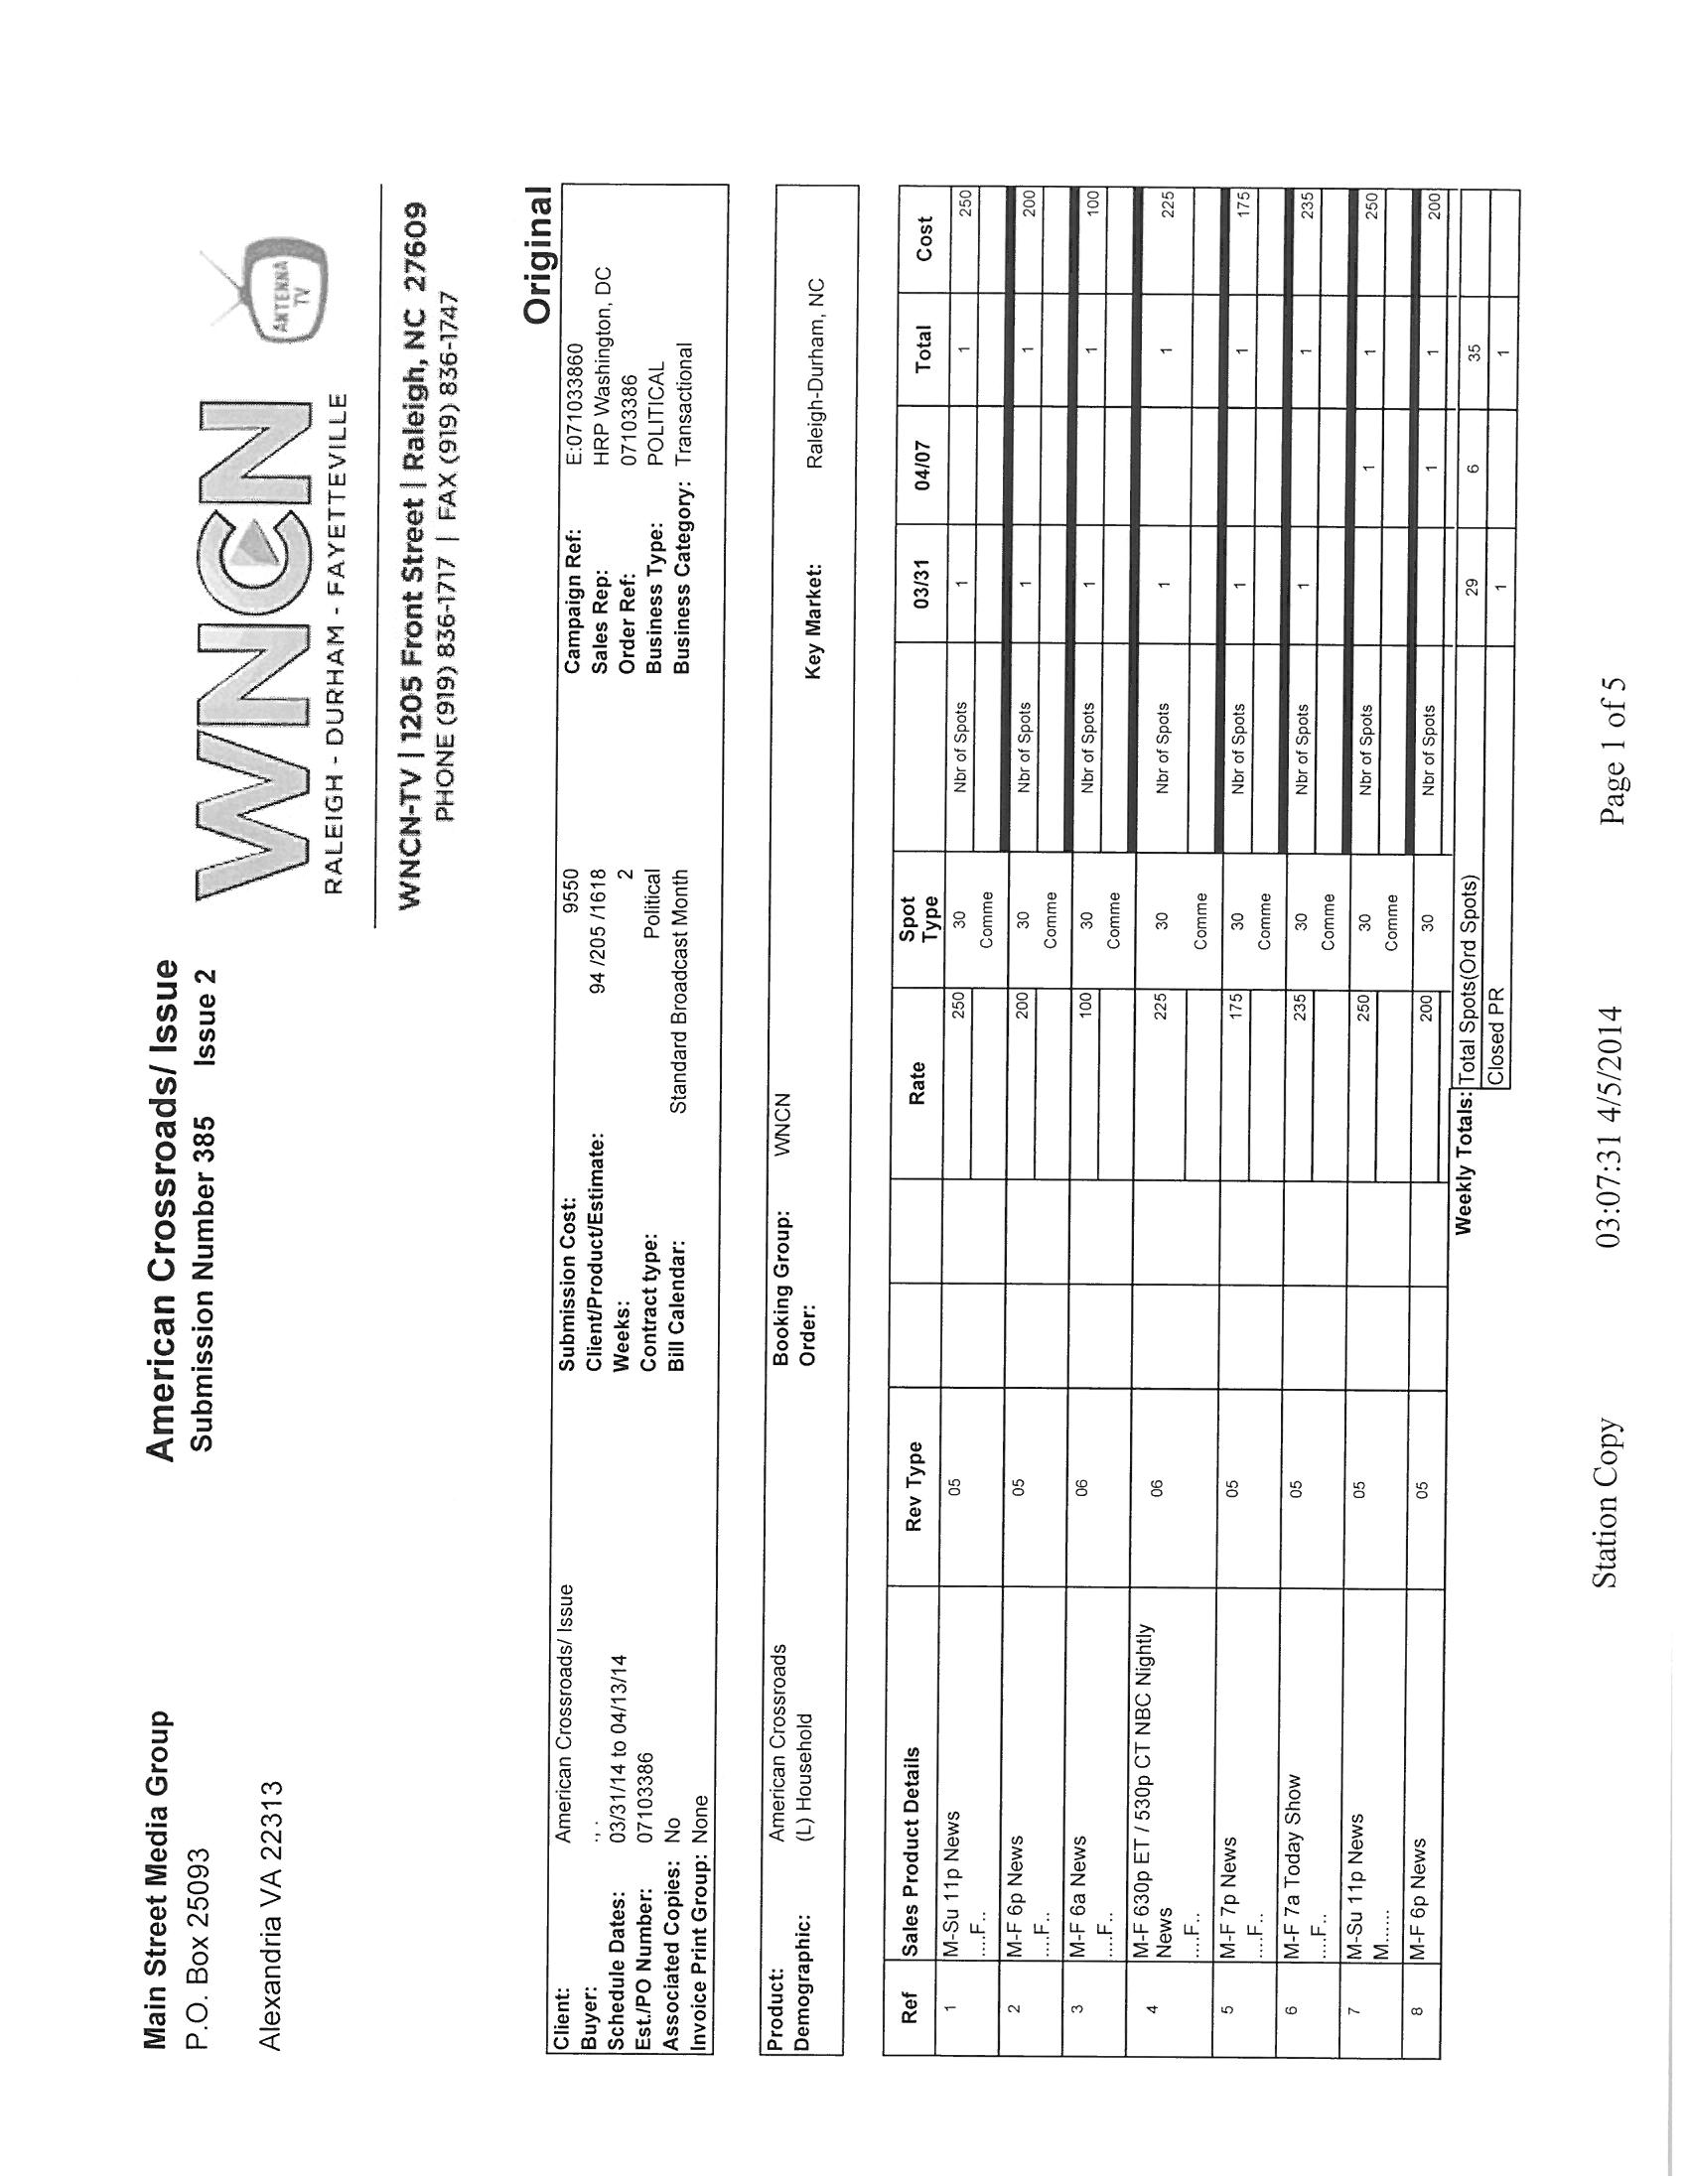 Main Street Media Group
P.O. Box 25093
Alexandria VA 22313
American Crossroads/ Issue
Submission Number 385 Issue 2
WNCN
RALEIGH - DURHAM - FAYETTEVILLE
ANTENNA
TV
WNCN-TV | 1205 Front Street | Raleigh, NC 27609
PHONE (919) 836-1717 | FAX (919) 836-1747
Original
Client: American Crossroads/ Issue Submission Cost: 9550 Campaign Ref: E:071033860
Buyer: ., . Client/Product/Estimate: 94 /205 /1618 Sales Rep: HRP Washington, DC
Schedule Dates: 03/31/14 to 04/13/14 Weeks: 2 Order Ref: 07103386
Est./PO Number: 07103386 Contract type: Political Business Type: POLITICAL
Associated Copies: No Bill Calendar: Standard Broadcast Month Business Category: Transactional
Invoice Print Group: None
Product: American Crossroads Booking Group: WNCN
Demographic: (L) Household Order: Key Market: Raleigh-Durham, NC
Ref Sales Product Details Rev Type Rate Spot Type 03/31 04/07 Total Cost
1 M-Su 11p News 05 250 30 Nbr of Spots 1 1 250
....F.. Comme
2 M-F 6p News 05 200 30 Nbr of Spots 1 1 200
....F.. Comme
3 M-F 6a News 06 100 30 Nbr of Spots 1 1 100
....F.. Comme
4 M-F 630p ET / 530p CT NBC Nightly 06 225 30 Nbr of Spots 1 1 225
News
....F.. Comme
5 M-F 7p News 05 175 30 Nbr of Spots 1 1 175
....F.. Comme
6 M-F 7a Today Show 05 235 30 Nbr of Spots 1 1 235
....F.. Comme
7 M-Su 11p News 05 250 30 Nbr of Spots 1 1 250
M...... Comme
8 M-F 6p News 05 200 30 Nbr of Spots 1 1 200
Weekly Totals: Total Spots(Ord Spots) 29 6 35
Closed PR 1 1
Station Copy 03:07:31 4/5/2014 Page 1 of 5